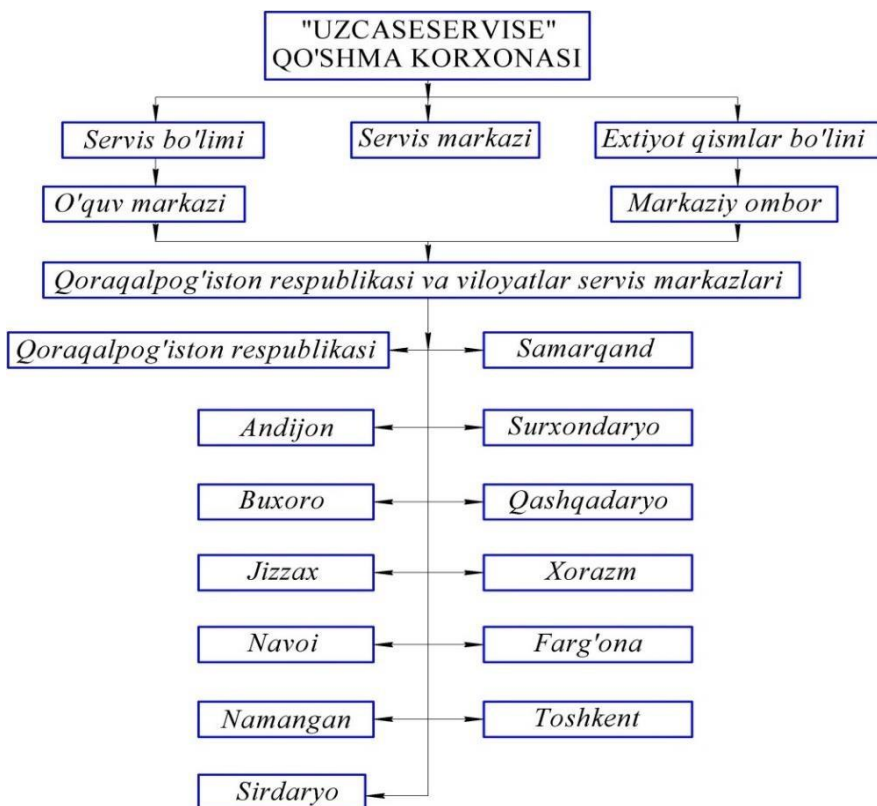 "UZCASESERVISE"
QO'SHMA KORXONASI
Servis bo'limi
Servis markazi
Extiyot qismlar bo'lini
O'quv markazi
Markaziy ombor
Qoraqalpog'iston respublikasi va viloyatlar servis markazlari
Qoraqalpog'iston respublikasi
Samarqand
Andijon
Surxondaryo
Buxoro
Qashqadaryo
Jizzax
Xorazm
Navoi
Farg'ona
Namangan
Toshkent
Sirdaryo